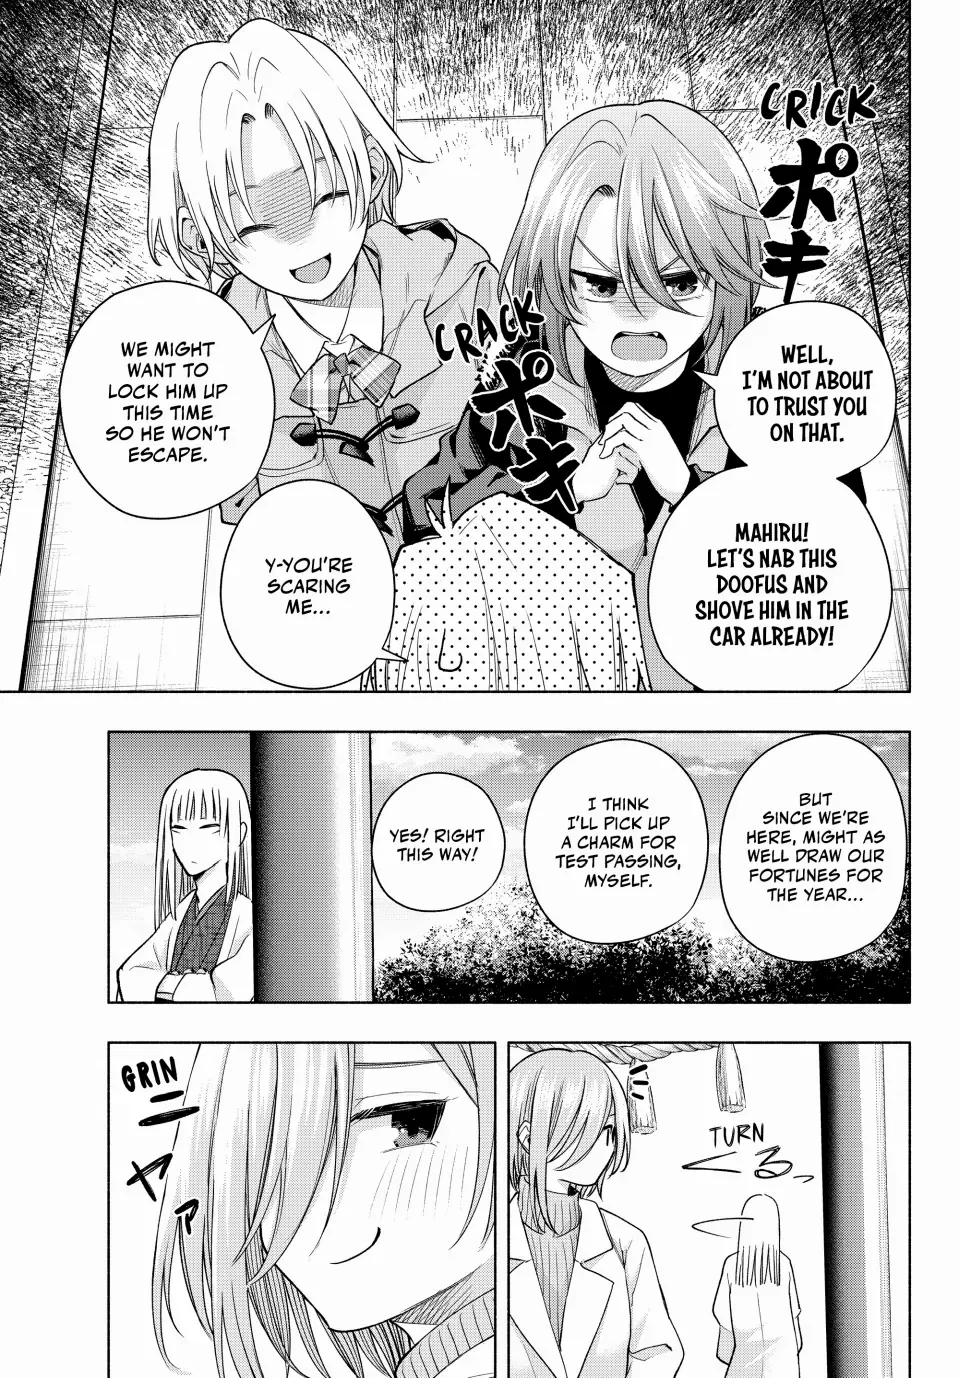 CRICK
ポキ
WELL,
I'M NOT ABOUT
TO TRUST YOU
ON THAT.
MAHIRU!
LET'S NAB THIS
DOOFUS AND
SHOVE HIM IN THE
CAR ALREADY!
CRACK
ポキ
WE MIGHT
WANT TO
LOCK HIM UP
THIS TIME
SO HE WON'T
ESCAPE.
Y-YOU'RE
SCARING
ME...
BUT
SINCE WE'RE
HERE, MIGHT AS
WELL DRAW OUR
FORTUNES FOR
THE YEAR...
I THINK
I'LL PICK UP
A CHARM FOR
TEST PASSING,
MYSELF.
YES! RIGHT
THIS WAY!
TURN
くる
GRIN
ニヤァ